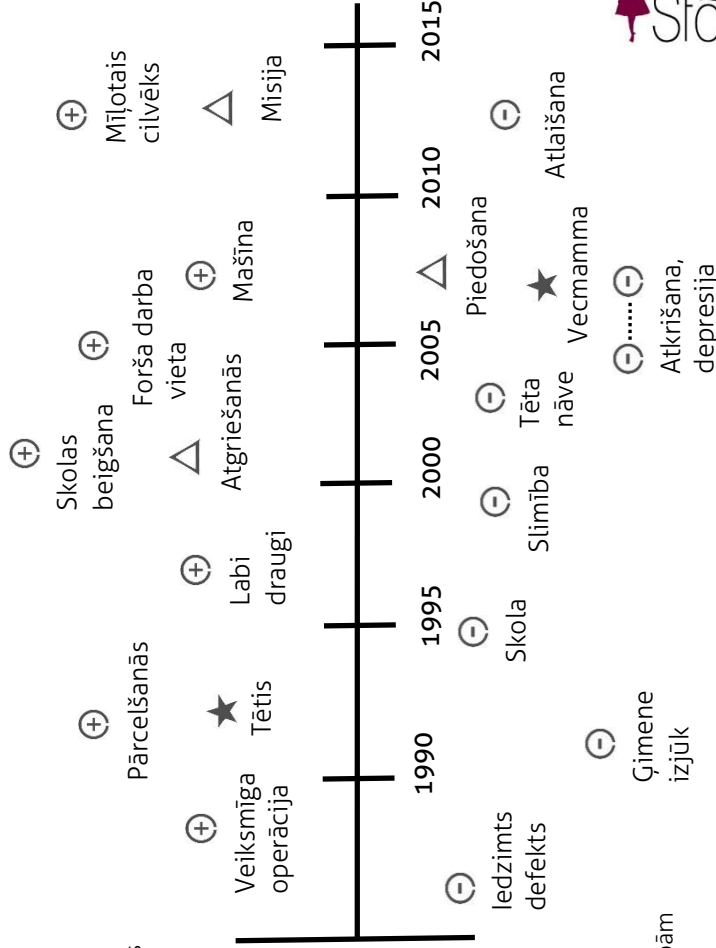 Mīļotais
cilvēks
Misija
Forša darba
vieta
Mašīna
Skolas
beigšana
Atgriešanās
Labi
draugi
Pārcelšanās
Tētis
Veiksmīga
operācija
1990
1995
2000
2005
2010
2015
Iedzimts
defekts
Ģimene
izjūk
Skola
Slimība
Tēta
nāve
Piedošana
Vecmamma
Atkrišana,
depresija
Atlaišana